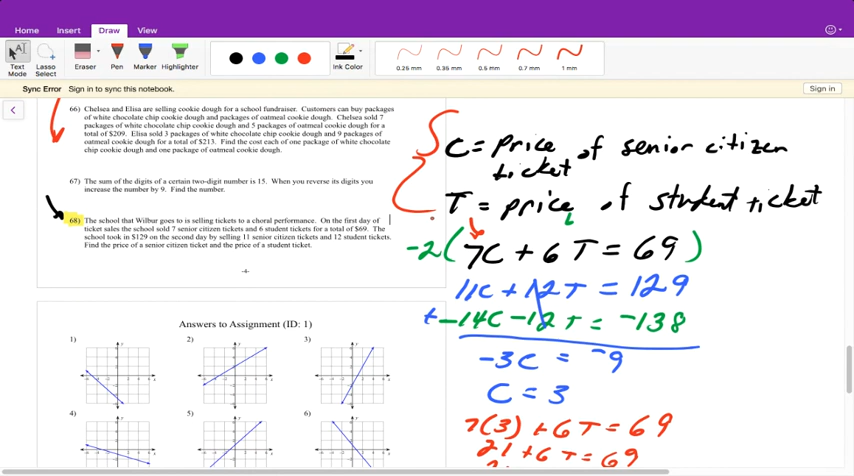 Home Insert Draw View
Text Mode
Lasso Select
Eraser
Pen
Marker
Highlighter
Ink Color
0.25 mm 0.35 mm 0.5 mm 0.7 mm 1 mm
Sync Error Sign in to sync this notebook.
Sign in
66) Chelsea and Elisa are selling cookie dough for a school fundraiser. Customers can buy packages
of white chocolate chip cookie dough and packages of oatmeal cookie dough. Chelsea sold 7
packages of white chocolate chip cookie dough and 5 packages of oatmeal cookie dough for a
total of $209. Elisa sold 3 packages of white chocolate chip cookie dough and 9 packages of
oatmeal cookie dough for a total of $213. Find the cost each of one package of white chocolate
chip cookie dough and one package of oatmeal cookie dough.
67) The sum of the digits of a certain two-digit number is 15. When you reverse its digits you
increase the number by 9. Find the number.
68) The school that Wilbur goes to is selling tickets to a choral performance. On the first day of
ticket sales the school sold 7 senior citizen tickets and 6 student tickets for a total of $69. The
school took in $129 on the second day by selling 11 senior citizen tickets and 12 student tickets.
Find the price of a senior citizen ticket and the price of a student ticket.
-4-
Answers to Assignment (ID: 1)
1) 2) 3)
4) 5) 6)
C = price of senior citizen
ticket
T = price of student ticket
-2(7C + 6T = 69)
11C + 12T = 129
+ -14C - 12T = -138
-3C = -9
C = 3
7(3) + 6T = 69
21 + 6T = 69